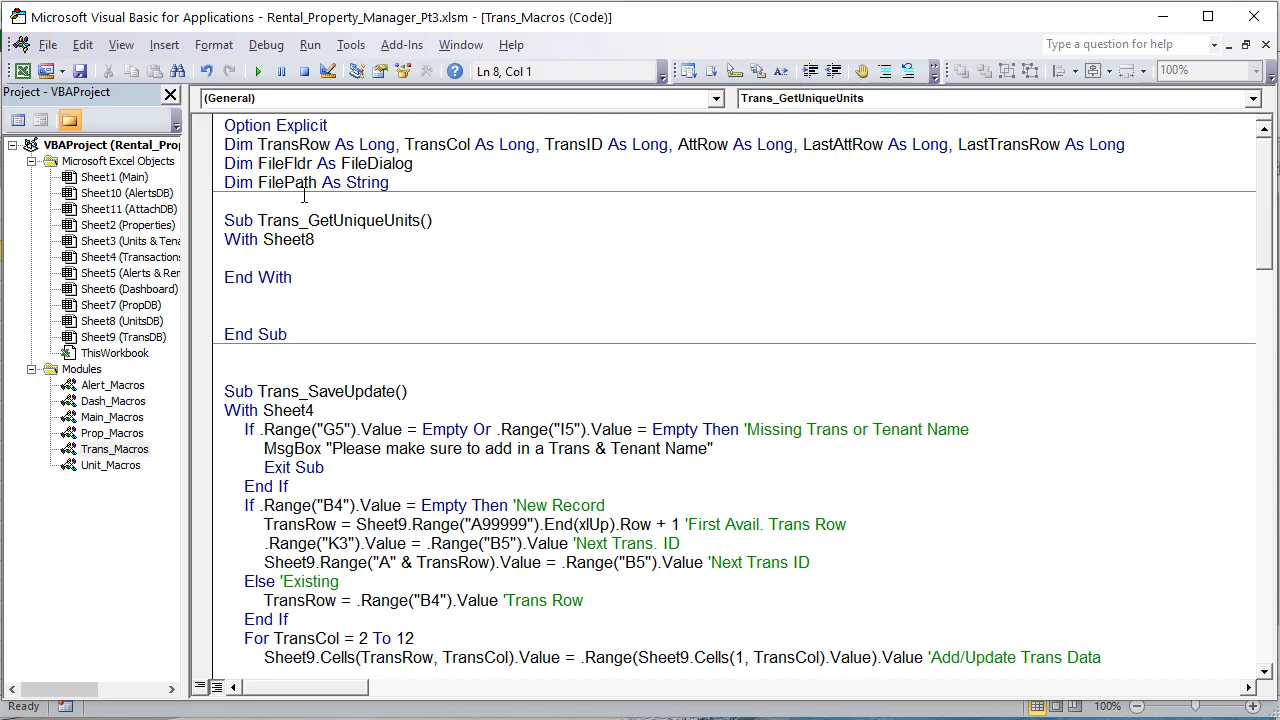 Microsoft Visual Basic for Applications - Rental_Property_Manager_Pt3.xlsm - [Trans_Macros (Code)]
File Edit View Insert Format Debug Run Tools Add-Ins Window Help
Type a question for help
Ln 8, Col 1
100%
Project - VBAProject
(General)
Trans_GetUniqueUnits
VBAProject (Rental_Pro
Microsoft Excel Objects
Sheet1 (Main)
Sheet10 (AlertsDB)
Sheet11 (AttachDB)
Sheet2 (Properties)
Sheet3 (Units & Tena
Sheet4 (Transactions
Sheet5 (Alerts & Rem
Sheet6 (Dashboard)
Sheet7 (PropDB)
Sheet8 (UnitsDB)
Sheet9 (TransDB)
ThisWorkbook
Modules
Alert_Macros
Dash_Macros
Main_Macros
Prop_Macros
Trans_Macros
Unit_Macros
Option Explicit
Dim TransRow As Long, TransCol As Long, TransID As Long, AttRow As Long, LastAttRow As Long, LastTransRow As Long
Dim FileFldr As FileDialog
Dim FilePath As String
Sub Trans_GetUniqueUnits()
With Sheet8
End With
End Sub
Sub Trans_SaveUpdate()
With Sheet4
If .Range("G5").Value = Empty Or .Range("I5").Value = Empty Then 'Missing Trans or Tenant Name
MsgBox "Please make sure to add in a Trans & Tenant Name"
Exit Sub
End If
If .Range("B4").Value = Empty Then 'New Record
TransRow = Sheet9.Range("A99999").End(xlUp).Row + 1 'First Avail. Trans Row
.Range("K3").Value = .Range("B5").Value 'Next Trans. ID
Sheet9.Range("A" & TransRow).Value = .Range("B5").Value 'Next Trans ID
Else 'Existing
TransRow = .Range("B4").Value 'Trans Row
End If
For TransCol = 2 To 12
Sheet9.Cells(TransRow, TransCol).Value = .Range(Sheet9.Cells(1, TransCol).Value).Value 'Add/Update Trans Data
Ready
100%